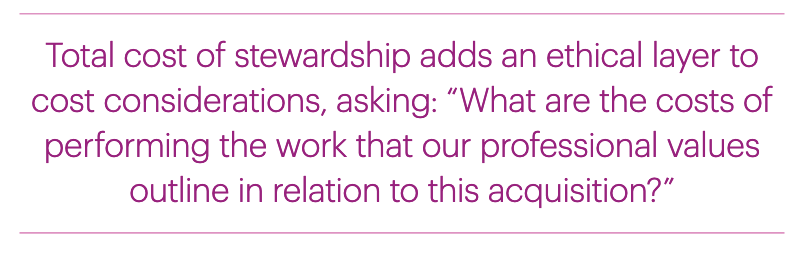 Total cost of stewardship adds an ethical layer to
cost considerations, asking: “What are the costs of
performing the work that our professional values
outline in relation to this acquisition?”